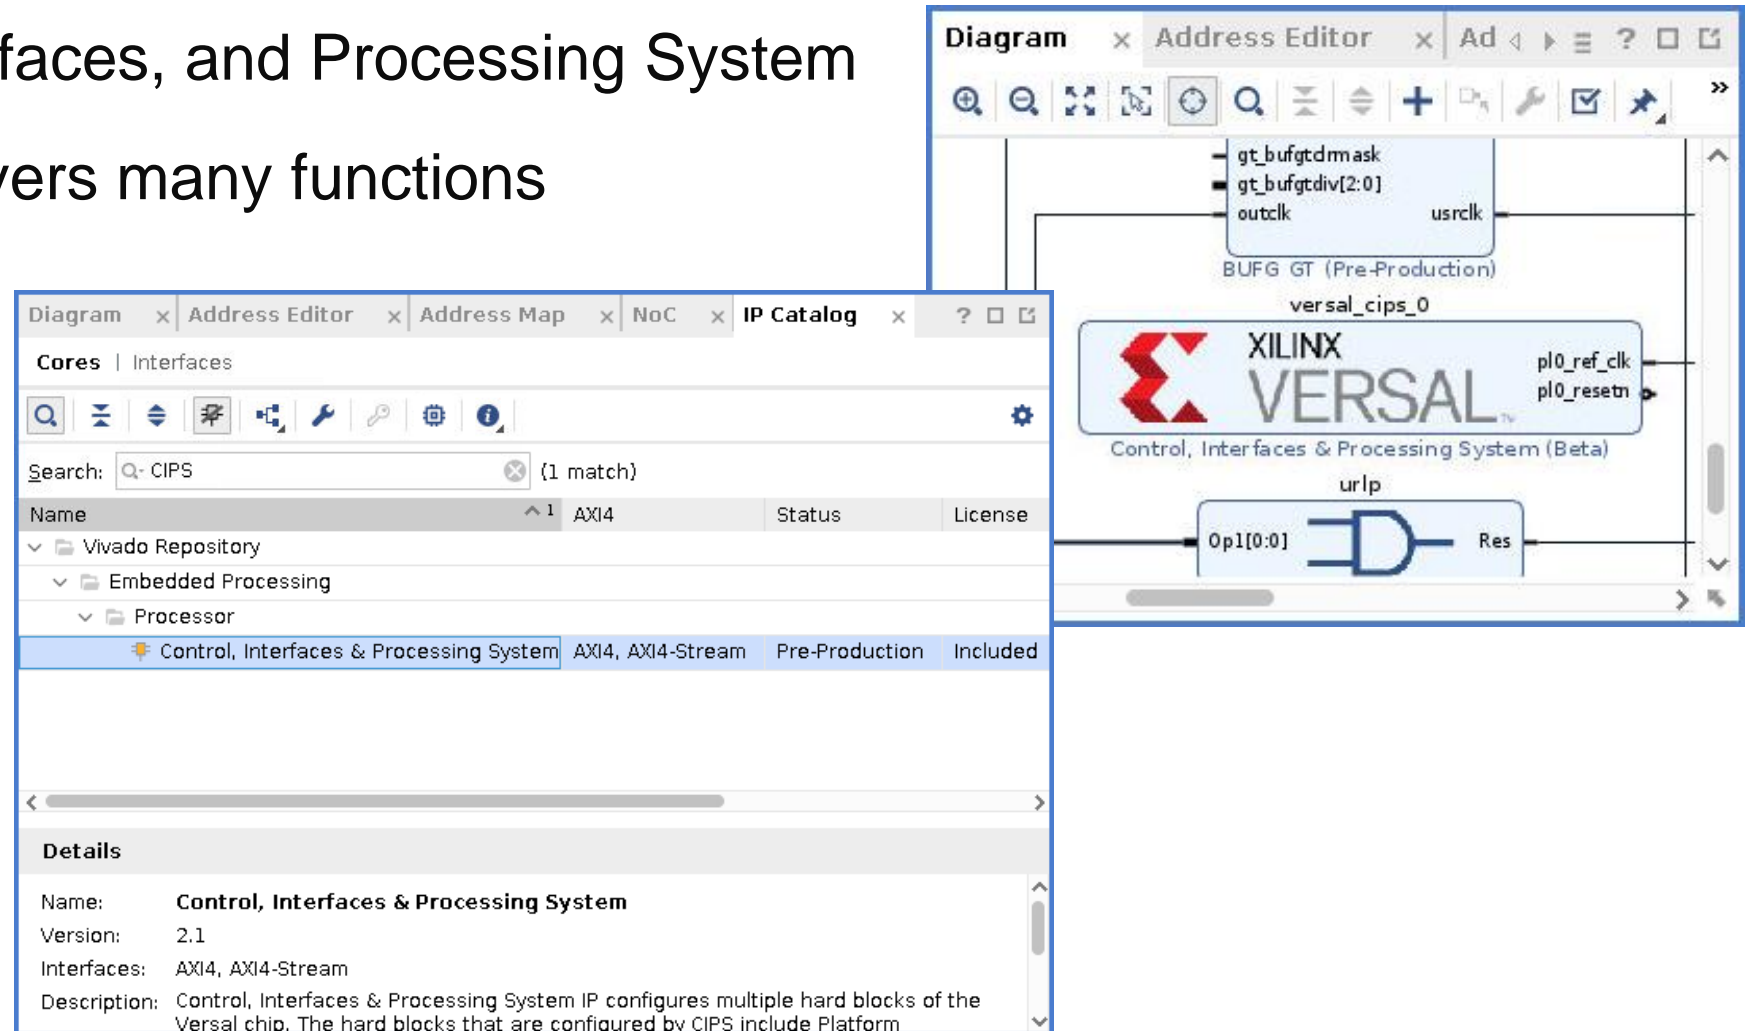 faces, and Processing System
vers many functions
Diagram Address Editor Ad
gt_bufgtdrmask
gt_bufgtdiv[2:0]
outclk usrclk
BUFG GT (Pre-Production)
versal_cips_0
XILINX
VERSAL™
pl0_ref_clk
pl0_resetn
Control, Interfaces & Processing System (Beta)
urlp
Op1[0:0] Res
Diagram Address Editor Address Map NoC IP Catalog
Cores | Interfaces
Search: CIPS (1 match)
Name 1 AXI4 Status License
Vivado Repository
Embedded Processing
Processor
Control, Interfaces & Processing System AXI4, AXI4-Stream Pre-Production Included
Details
Name: Control, Interfaces & Processing System
Version: 2.1
Interfaces: AXI4, AXI4-Stream
Description: Control, Interfaces & Processing System IP configures multiple hard blocks of the
Versal chip. The hard blocks that are configured by CIPS include Platform